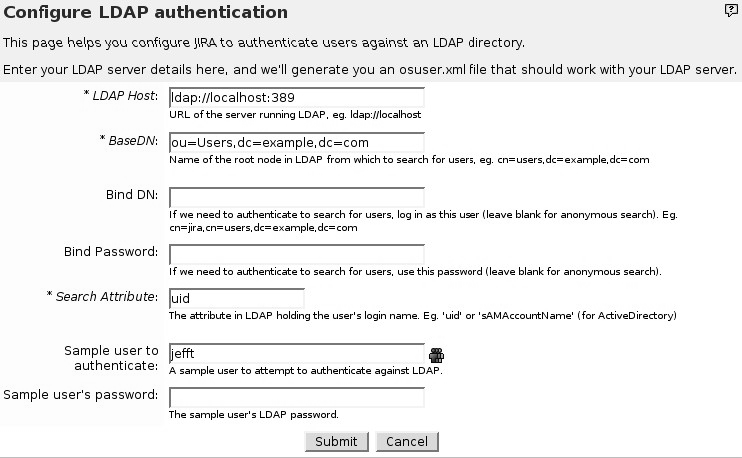 Configure LDAP authentication
This page helps you configure JIRA to authenticate users against an LDAP directory.
Enter your LDAP server details here, and we'll generate you an osuser.xml file that should work with your LDAP server.
* LDAP Host: ldap://localhost:389
URL of the server running LDAP, eg. ldap://localhost
* BaseDN: ou=Users,dc=example,dc=com
Name of the root node in LDAP from which to search for users, eg. cn=users,dc=example,dc=com
Bind DN:
If we need to authenticate to search for users, log in as this user (leave blank for anonymous search). Eg.
cn=jira,cn=users,dc=example,dc=com
Bind Password:
If we need to authenticate to search for users, use this password (leave blank for anonymous search).
* Search Attribute: uid
The attribute in LDAP holding the user's login name. Eg. 'uid' or 'sAMAccountName' (for ActiveDirectory)
Sample user to
authenticate: jefft
A sample user to attempt to authenticate against LDAP.
Sample user's password:
The sample user's LDAP password.
Submit Cancel